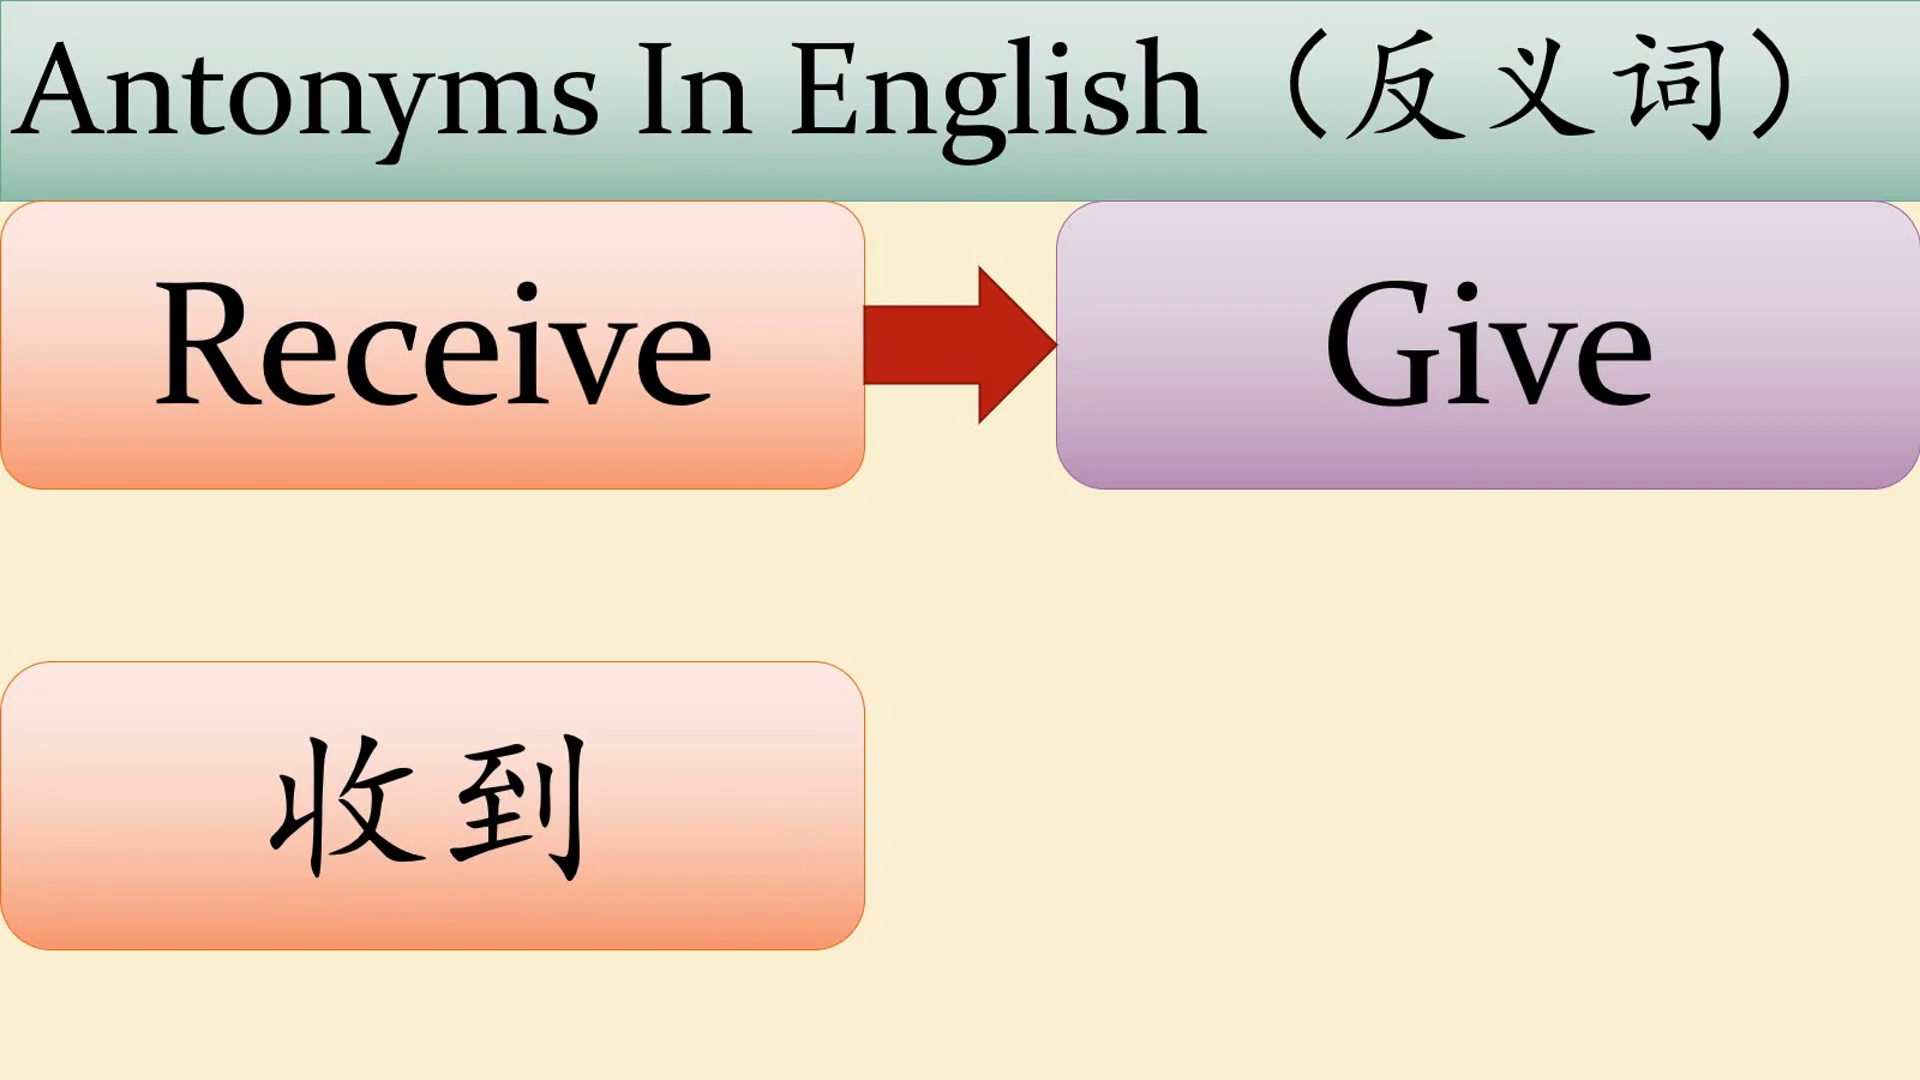 Antonyms In English（反义词）
Receive
Give
收到